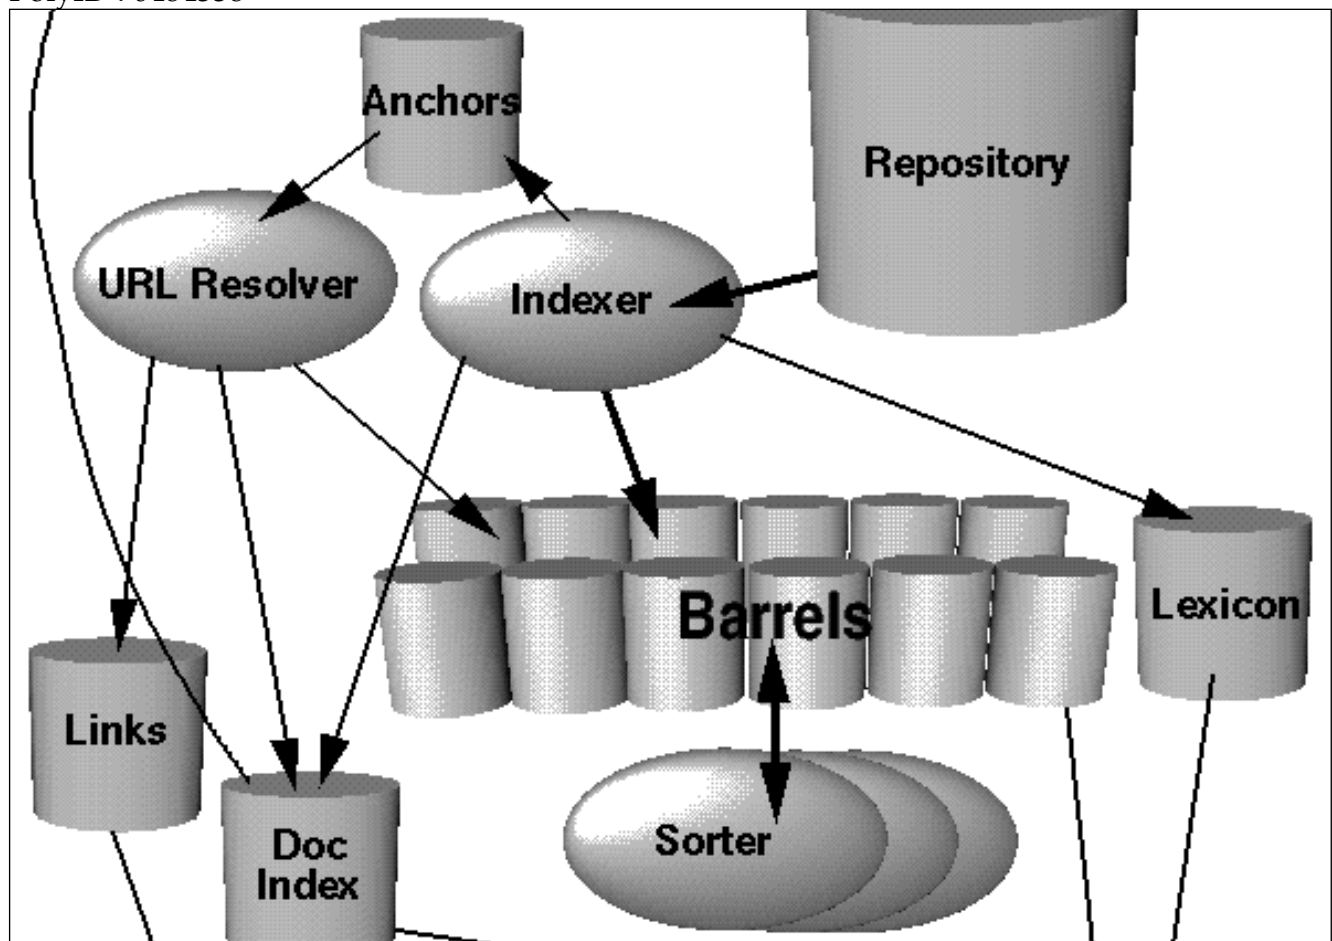 Anchors
Repository
URL Resolver
Indexer
Barrels
Lexicon
Links
Sorter
Doc
Index